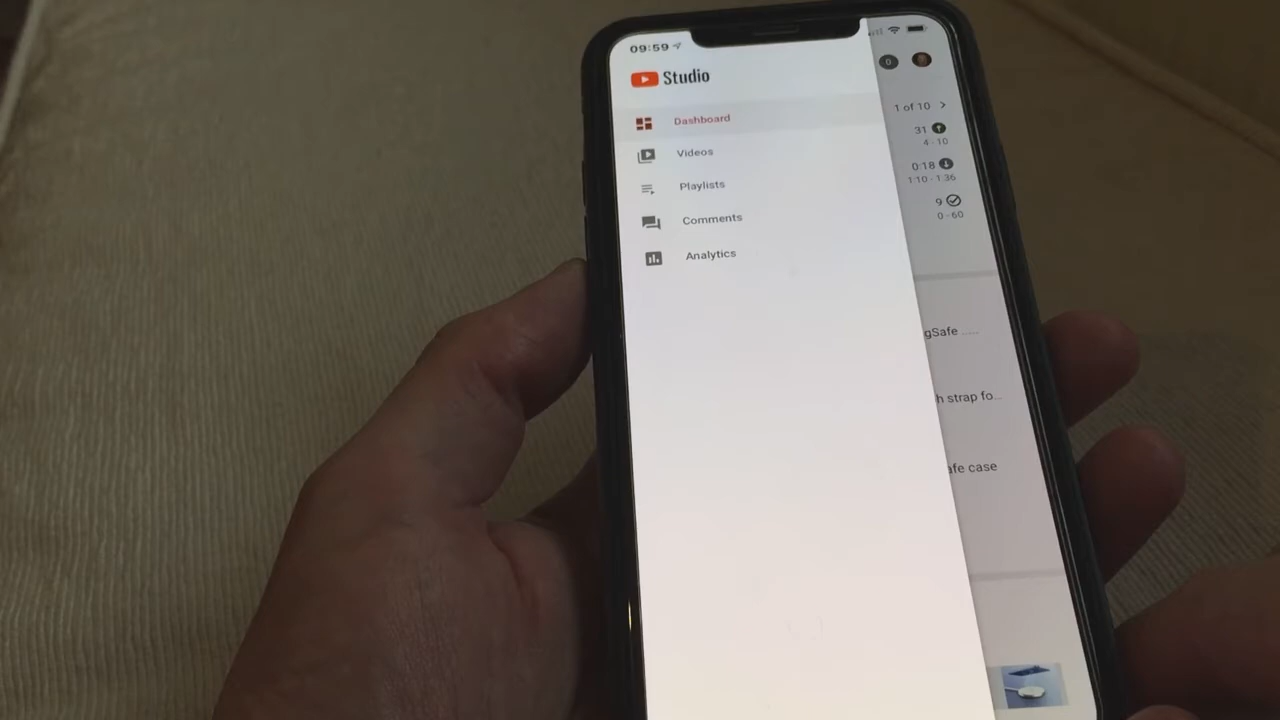 09:59
Studio
0
Dashboard
1 of 10
31
4 - 10
Videos
0:18
1:10 - 1:36
Playlists
9
0 - 60
Comments
Analytics
gSafe ......
h strap fo...
afe case